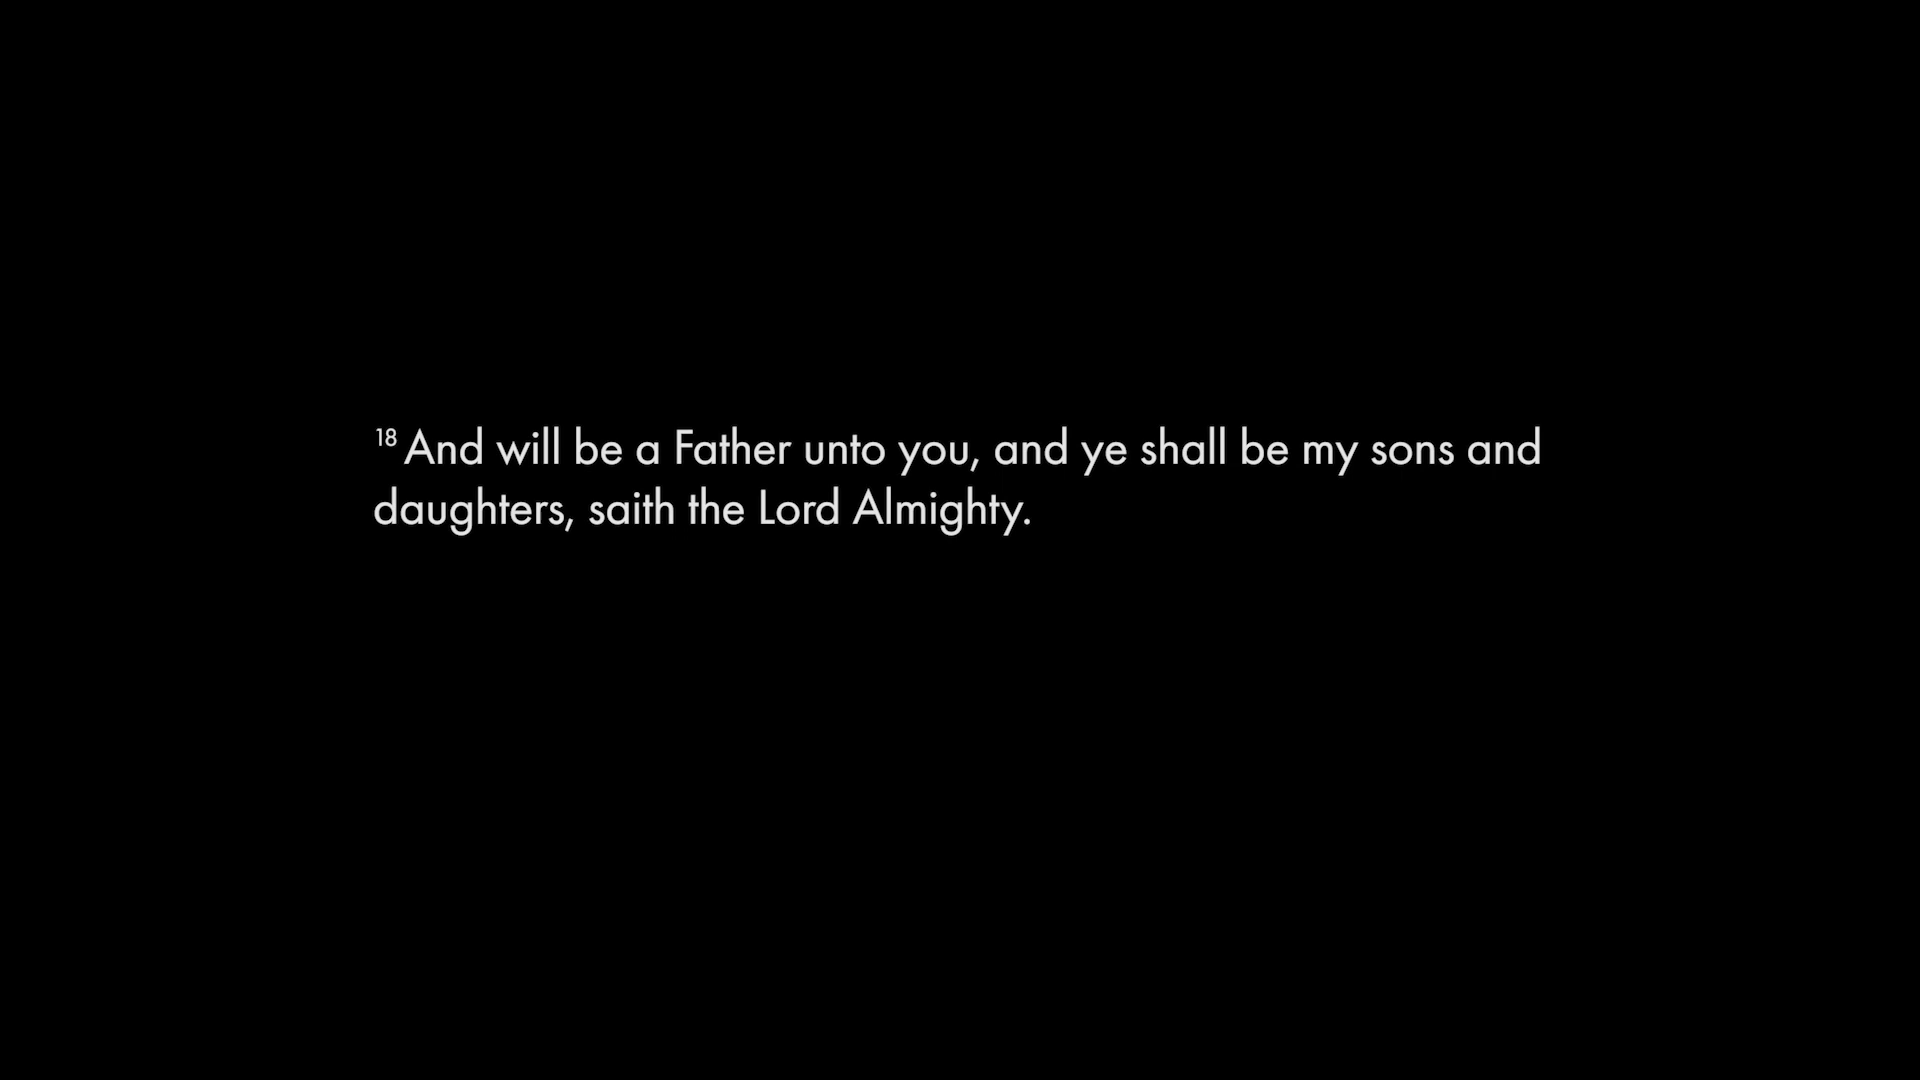 18 And will be a Father unto you, and ye shall be my sons and
daughters, saith the Lord Almighty.